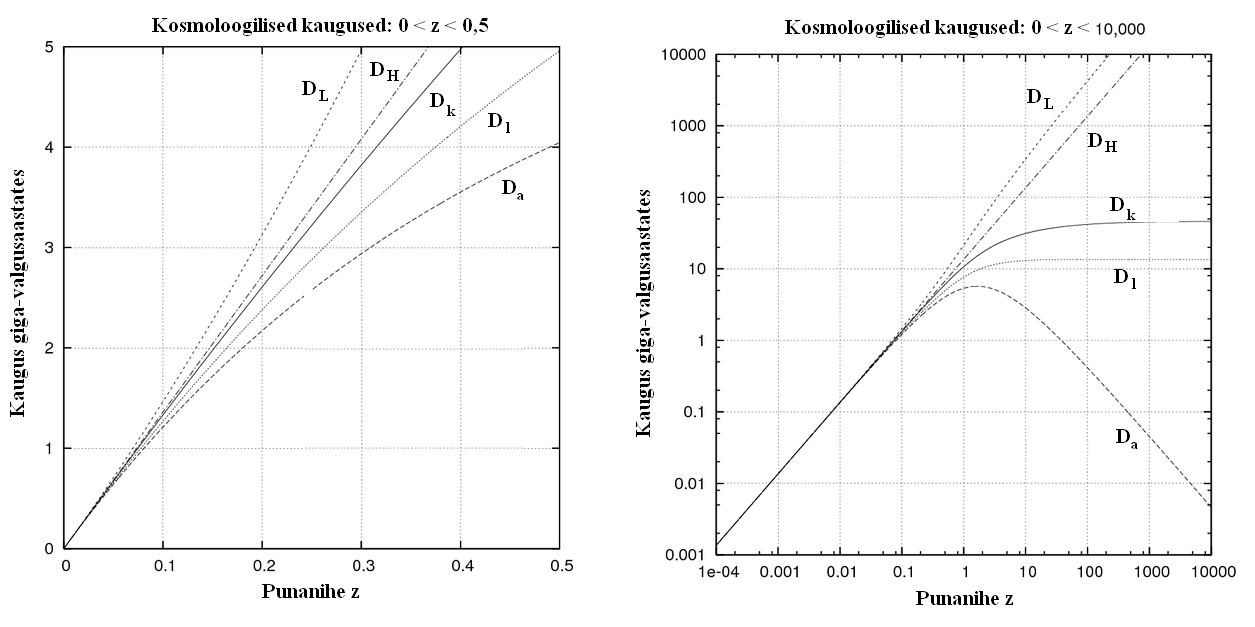 Kosmoloogilised kaugused: 0 < z < 0,5
Kaugus giga-valgusaastates
5
4
3
2
1
0
D_L
D_H
D_k
D_l
D_a
0 0.1 0.2 0.3 0.4 0.5
Punanihe z
Kosmoloogilised kaugused: 0 < z < 10,000
Kaugus giga-valgusaastates
10000
1000
100
10
1
0.1
0.01
0.001
D_L
D_H
D_k
D_l
D_a
1e-04 0.001 0.01 0.1 1 10 100 1000 10000
Punanihe z